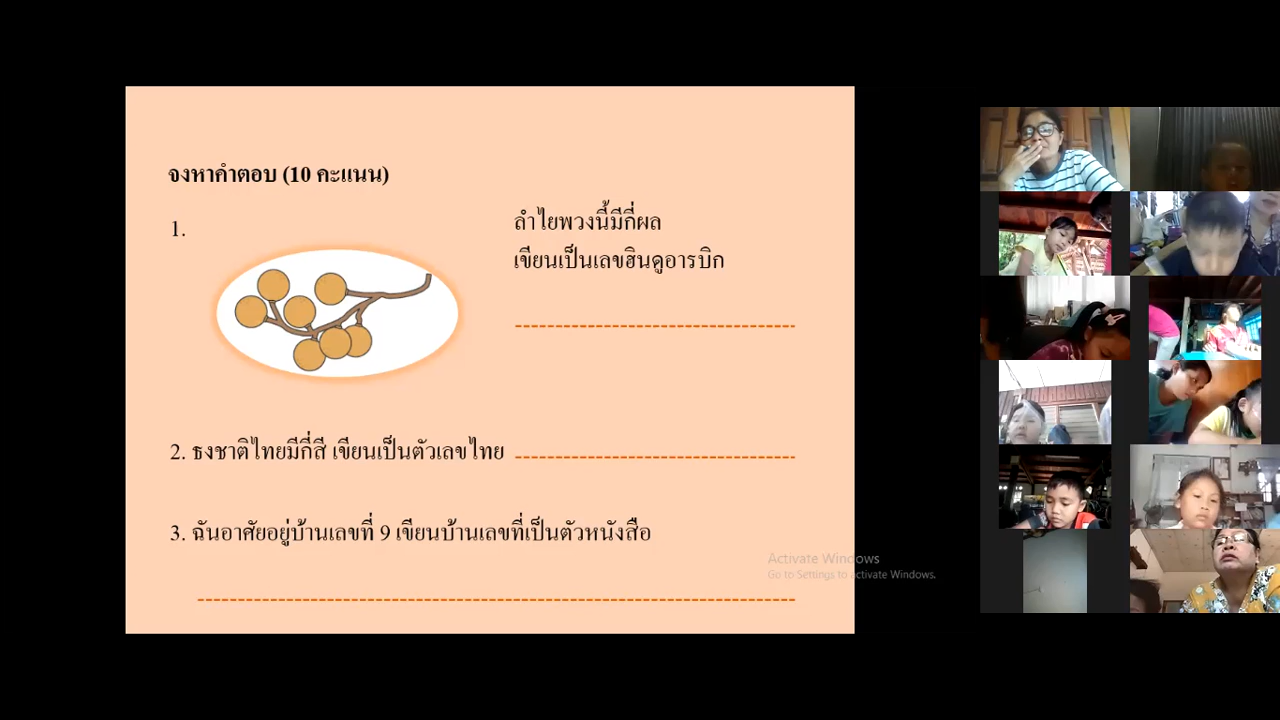 จงหาคำตอบ (10 คะแนน)
1.
ลำไยพวงนี้มีกี่ผล
เขียนเป็นเลขฮินดูอารบิก
2. ธงชาติไทยมีกี่สี เขียนเป็นตัวเลขไทย
3. ฉันอาศัยอยู่บ้านเลขที่ 9 เขียนบ้านเลขที่เป็นตัวหนังสือ
Activate Windows
Go to Settings to activate Windows.